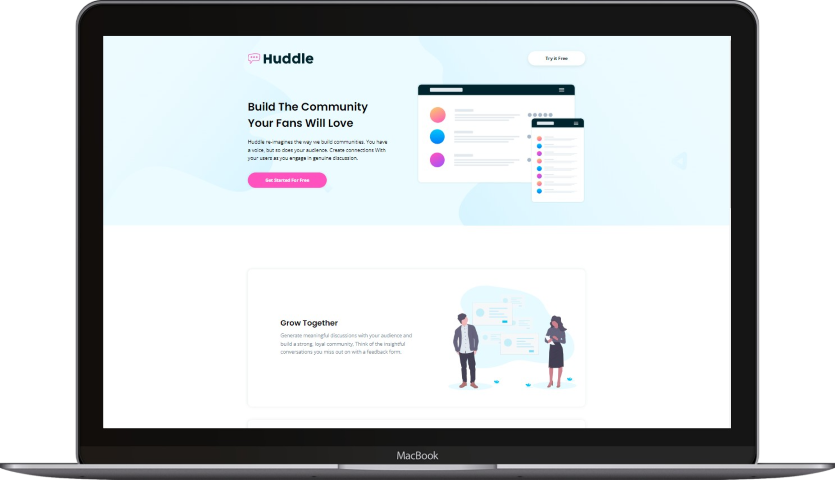 Huddle
Try it Free
Build The Community
Your Fans Will Love
Huddle re-imagines the way we build communities. You have
a voice, but so does your audience. Create connections With
your users as you engage in genuine discussion.
Get Started For Free
Grow Together
Generate meaningful discussions with your audience and
build a strong, loyal community. Think of the insightful
conversations you miss out on with a feedback form.
MacBook